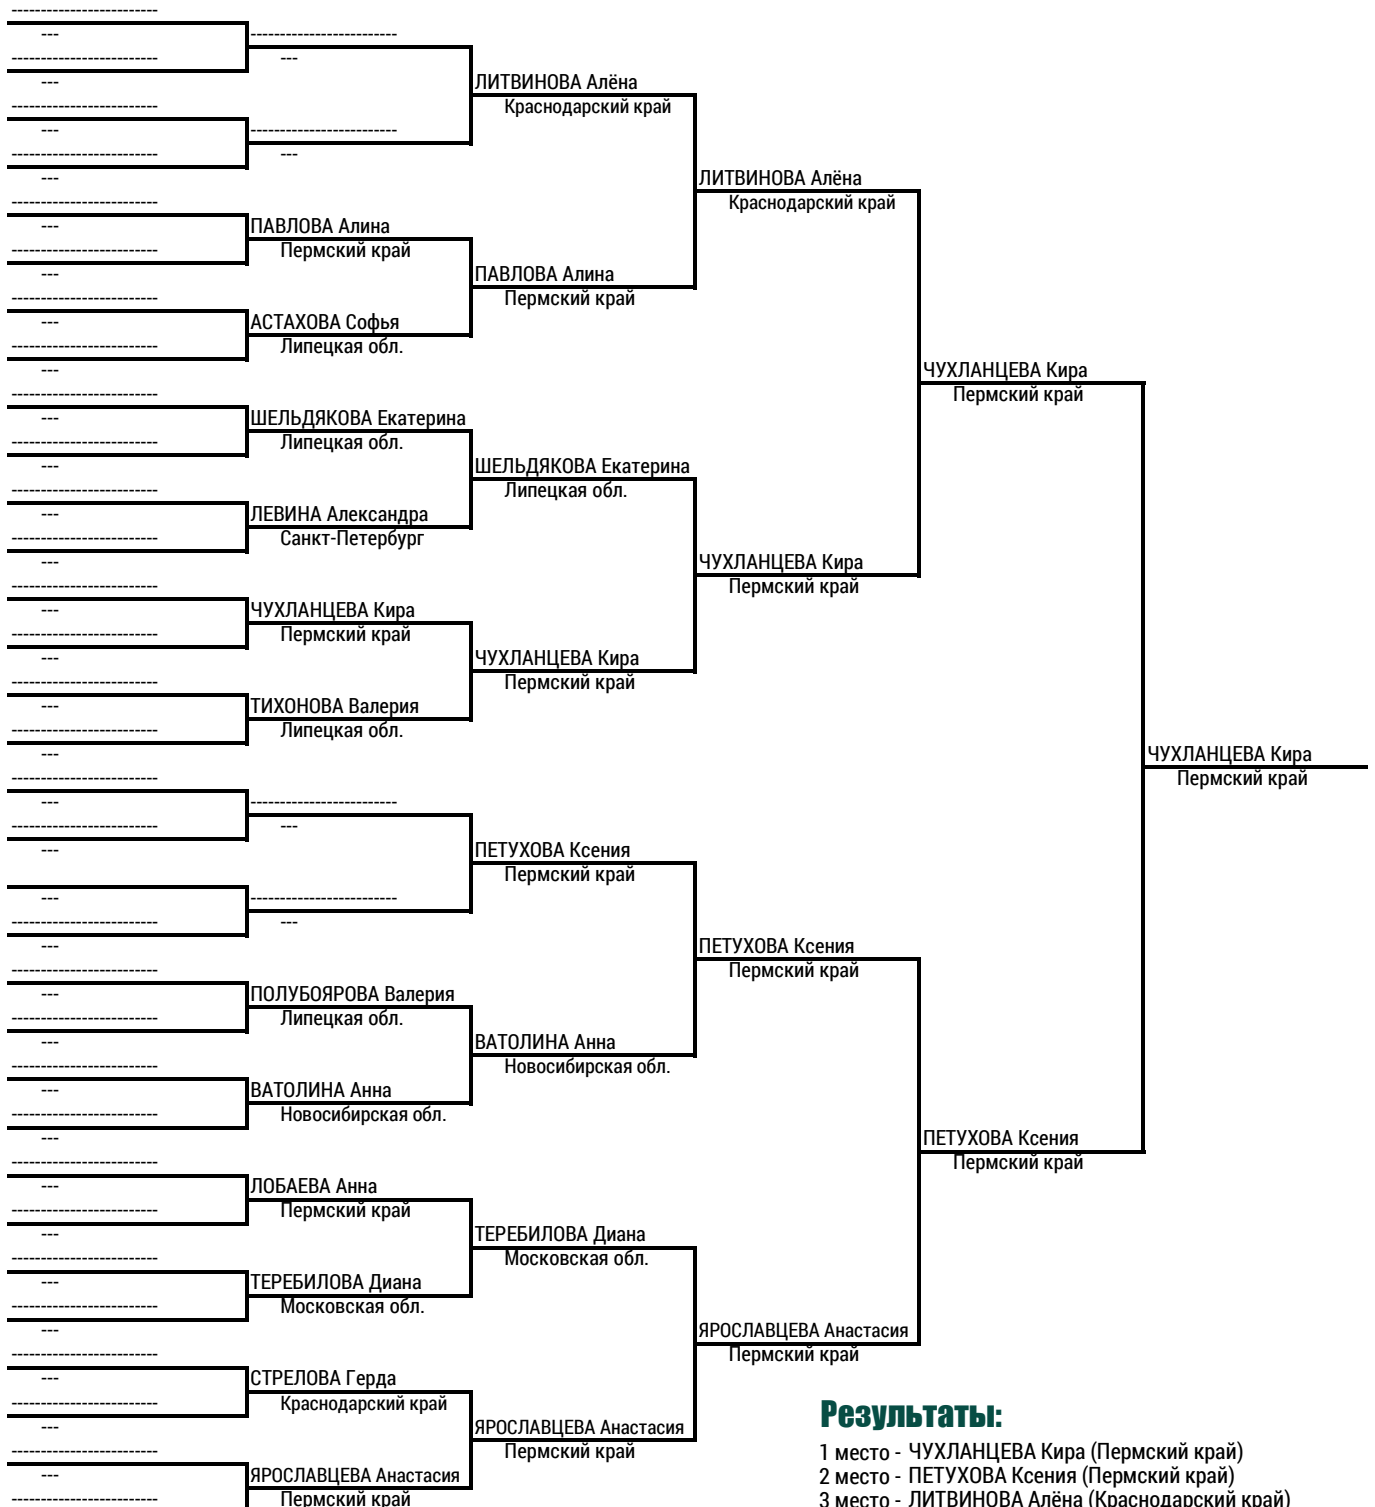 -------------------------
---
-------------------------
---
-------------------------
---
-------------------------
---
-------------------------
---
-------------------------
---
-------------------------
---
-------------------------
---
-------------------------
---
-------------------------
---
-------------------------
---
-------------------------
---
-------------------------
---
-------------------------
---
-------------------------
---
-------------------------
---
-------------------------
---
-------------------------
---
---
-------------------------
---
-------------------------
---
-------------------------
---
-------------------------
---
-------------------------
---
-------------------------
---
-------------------------
---
-------------------------
---
-------------------------
---
-------------------------
---
-------------------------
---
-------------------------
---
-------------------------
-------------------------
---
-------------------------
---
ПАВЛОВА Алина
Пермский край
АСТАХОВА Софья
Липецкая обл.
ШЕЛЬДЯКОВА Екатерина
Липецкая обл.
ЛЕВИНА Александра
Санкт-Петербург
ЧУХЛАНЦЕВА Кира
Пермский край
ТИХОНОВА Валерия
Липецкая обл.
-------------------------
---
-------------------------
---
ПОЛУБОЯРОВА Валерия
Липецкая обл.
ВАТОЛИНА Анна
Новосибирская обл.
ЛОБАЕВА Анна
Пермский край
ТЕРЕБИЛОВА Диана
Московская обл.
СТРЕЛОВА Герда
Краснодарский край
ЯРОСЛАВЦЕВА Анастасия
Пермский край
ЛИТВИНОВА Алёна
Краснодарский край
ПАВЛОВА Алина
Пермский край
ШЕЛЬДЯКОВА Екатерина
Липецкая обл.
ЧУХЛАНЦЕВА Кира
Пермский край
ПЕТУХОВА Ксения
Пермский край
ВАТОЛИНА Анна
Новосибирская обл.
ТЕРЕБИЛОВА Диана
Московская обл.
ЯРОСЛАВЦЕВА Анастасия
Пермский край
ЛИТВИНОВА Алёна
Краснодарский край
ЧУХЛАНЦЕВА Кира
Пермский край
ПЕТУХОВА Ксения
Пермский край
ЯРОСЛАВЦЕВА Анастасия
Пермский край
ЧУХЛАНЦЕВА Кира
Пермский край
ПЕТУХОВА Ксения
Пермский край
ЧУХЛАНЦЕВА Кира
Пермский край
Результаты:
1 место - ЧУХЛАНЦЕВА Кира (Пермский край)
2 место - ПЕТУХОВА Ксения (Пермский край)
3 место - ЛИТВИНОВА Алёна (Краснодарский край)